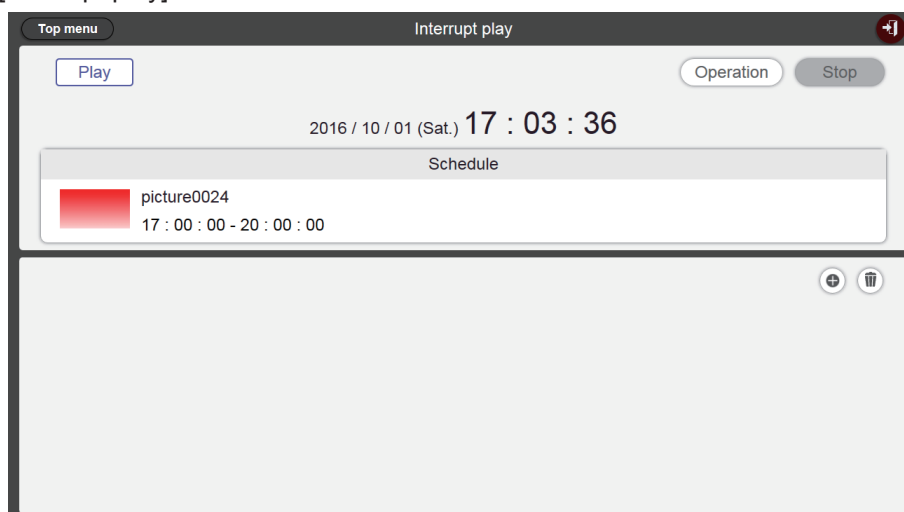 Top menu
Interrupt play
Play
Operation
Stop
2016 / 10 / 01 (Sat.) 17 : 03 : 36
Schedule
picture0024
17 : 00 : 00 - 20 : 00 : 00